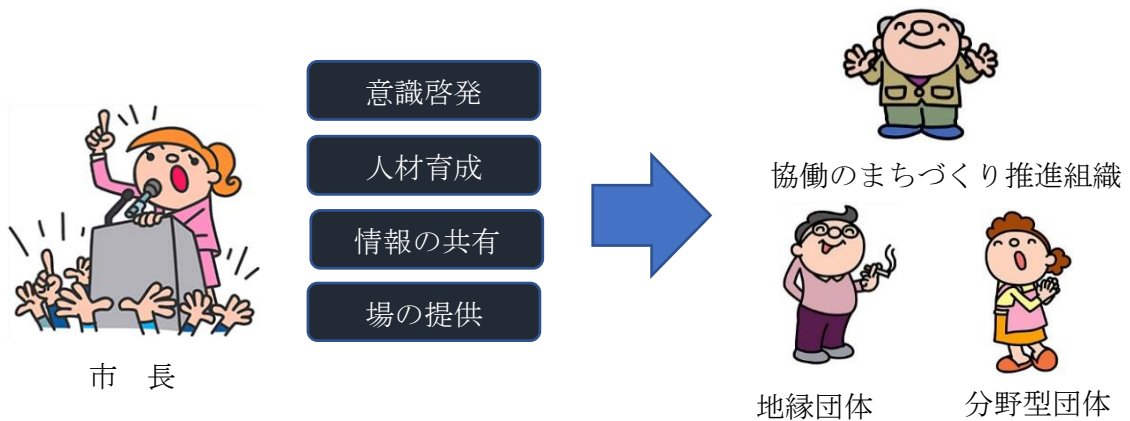 意識啓発
人材育成
情報の共有
場の提供
市　長
協働のまちづくり推進組織
地縁団体
分野型団体